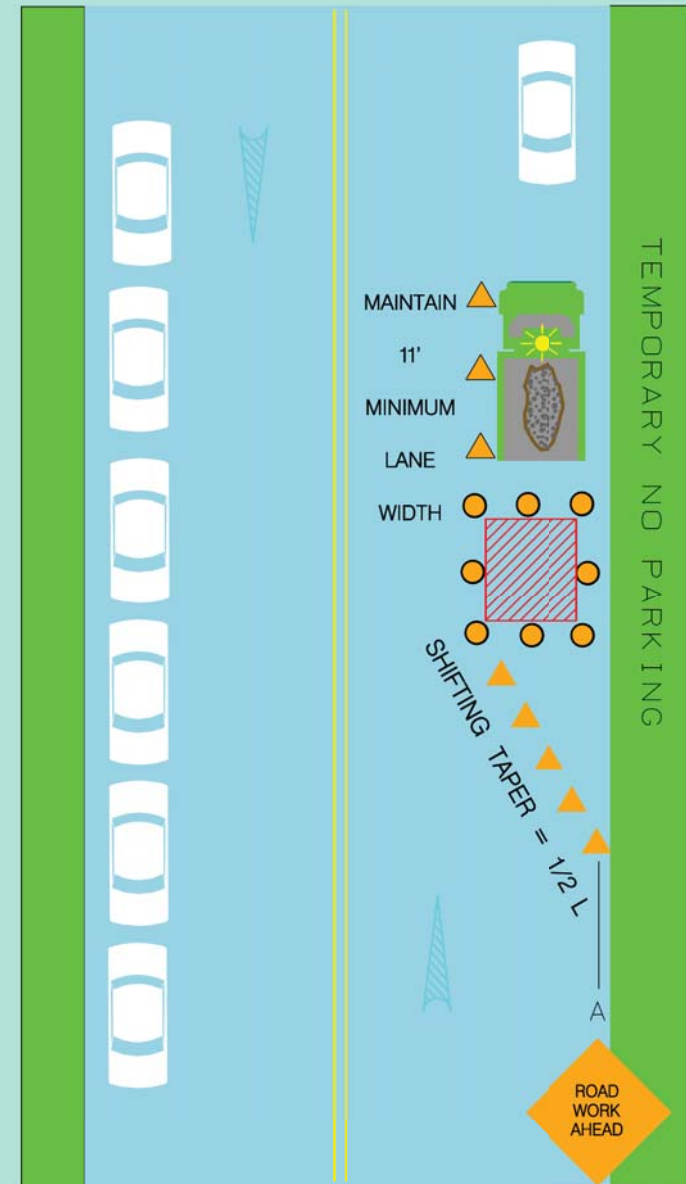 MAINTAIN
11'
MINIMUM
LANE
WIDTH
TEMPORARY NO PARKING
SHIFTING TAPER = 1/2 L
A
ROAD
WORK
AHEAD